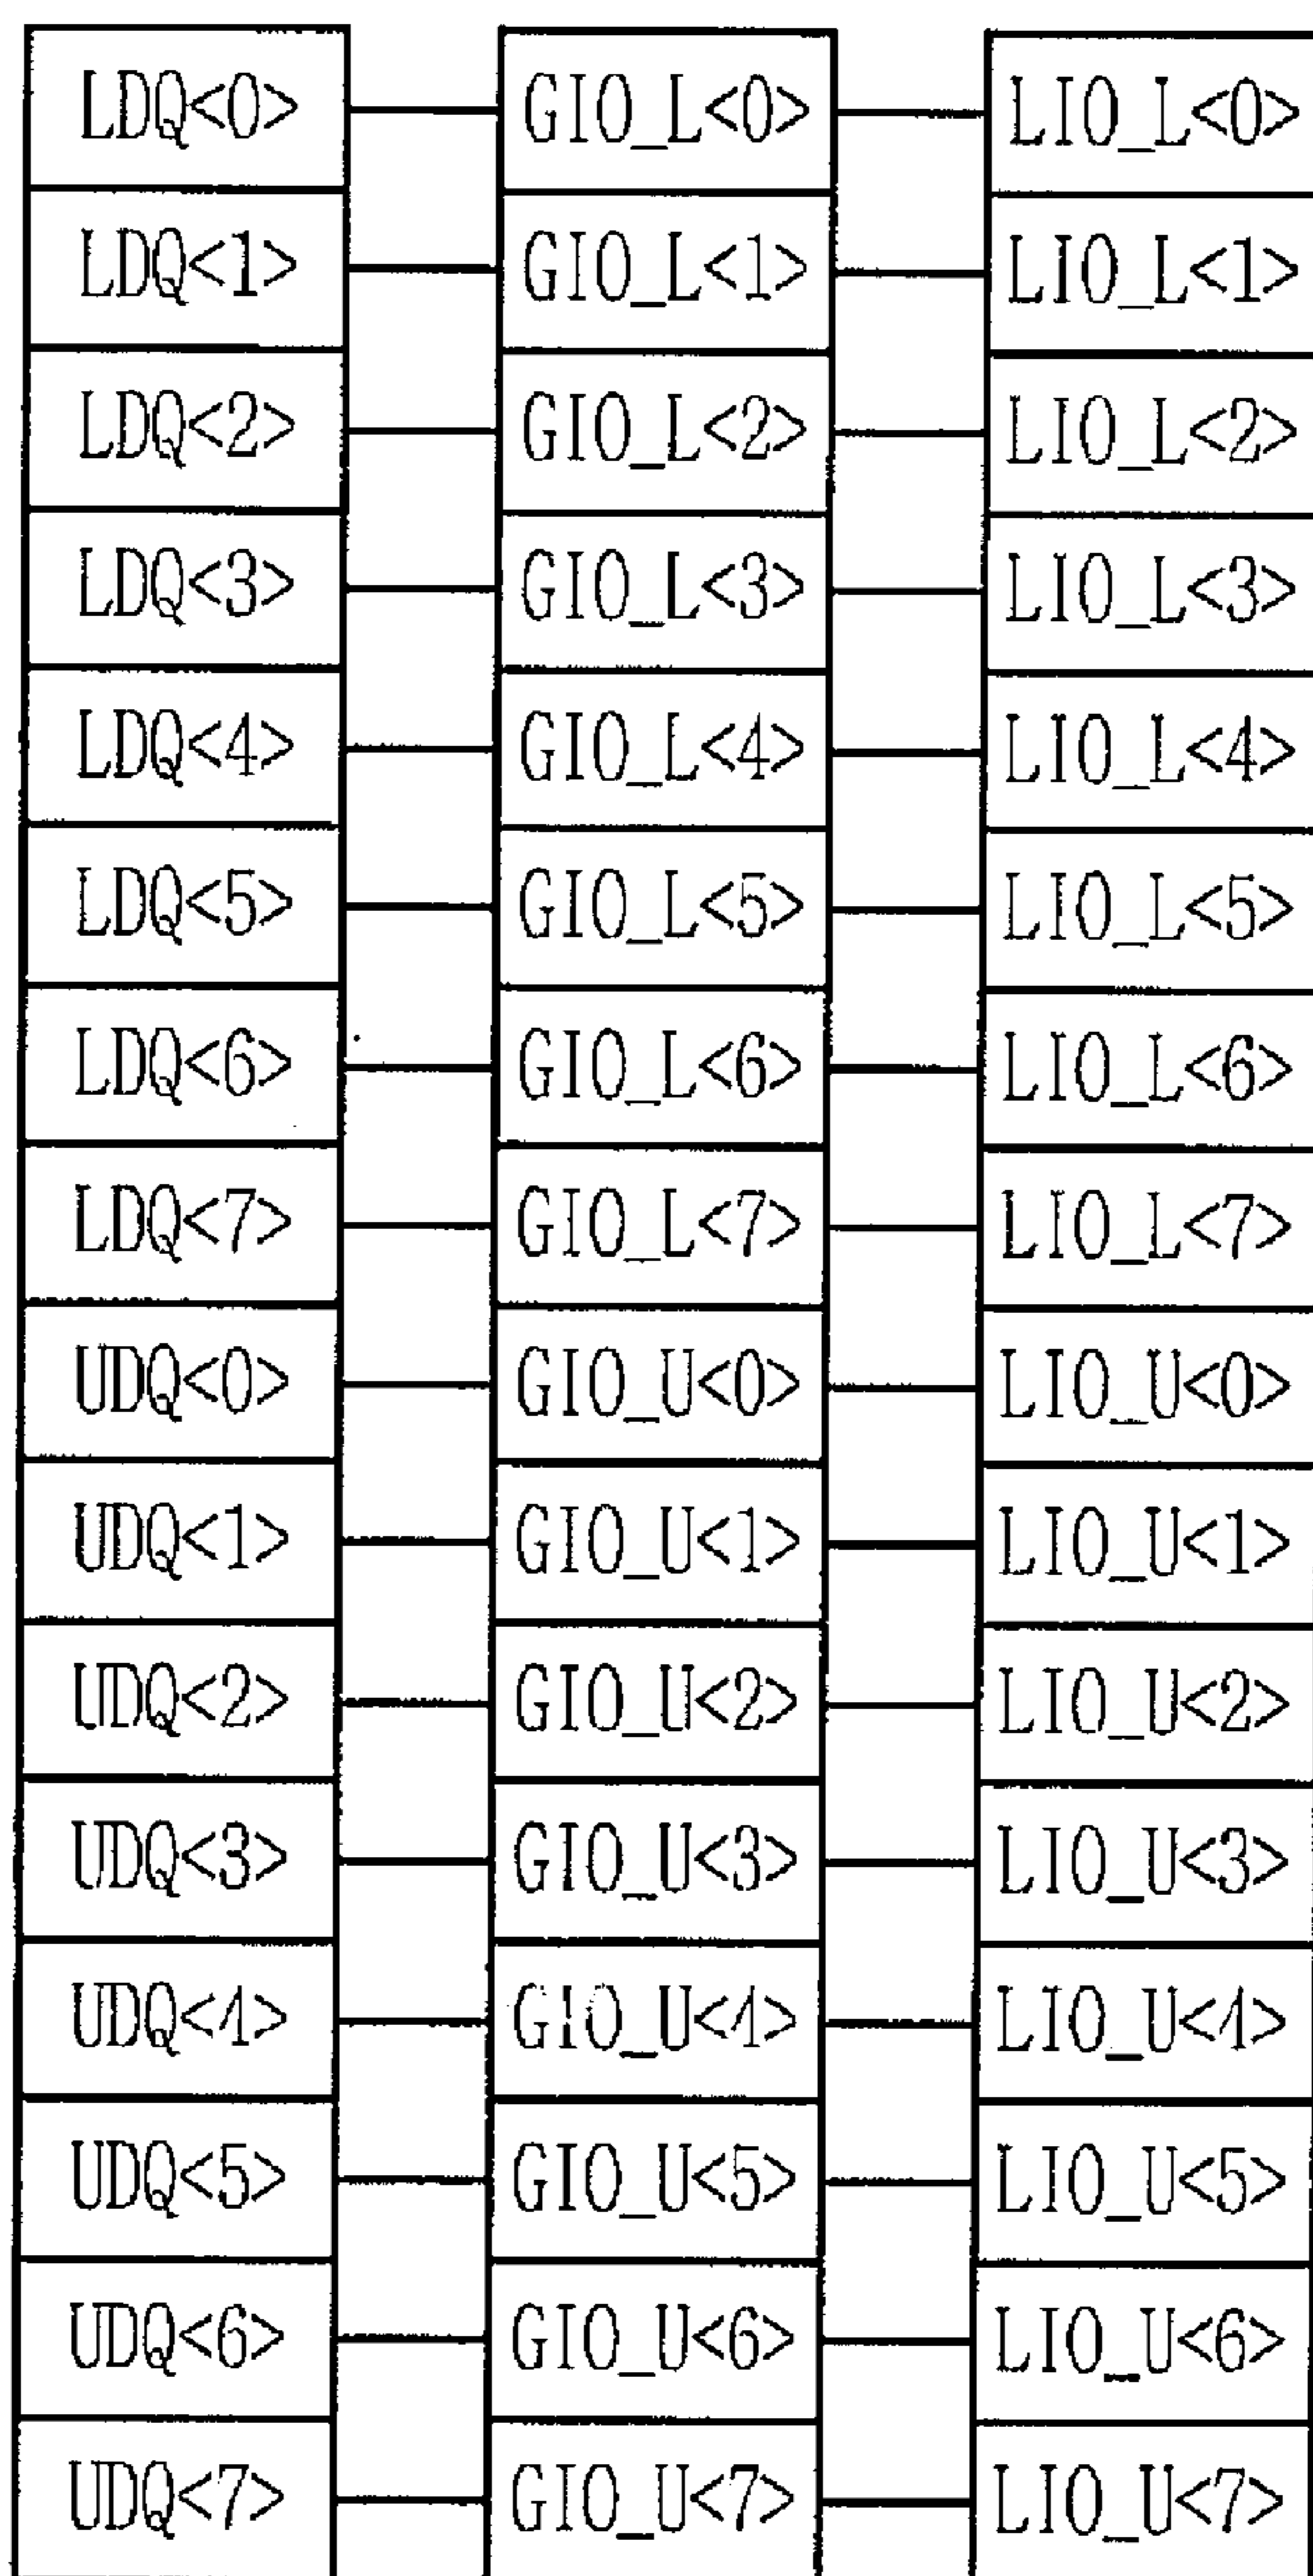 LDQ<0> GIO_L<0> LIO_L<0>
LDQ<1> GIO_L<1> LIO_L<1>
LDQ<2> GIO_L<2> LIO_L<2>
LDQ<3> GIO_L<3> LIO_L<3>
LDQ<4> GIO_L<4> LIO_L<4>
LDQ<5> GIO_L<5> LIO_L<5>
LDQ<6> GIO_L<6> LIO_L<6>
LDQ<7> GIO_L<7> LIO_L<7>
UDQ<0> GIO_U<0> LIO_U<0>
UDQ<1> GIO_U<1> LIO_U<1>
UDQ<2> GIO_U<2> LIO_U<2>
UDQ<3> GIO_U<3> LIO_U<3>
UDQ<4> GIO_U<4> LIO_U<4>
UDQ<5> GIO_U<5> LIO_U<5>
UDQ<6> GIO_U<6> LIO_U<6>
UDQ<7> GIO_U<7> LIO_U<7>